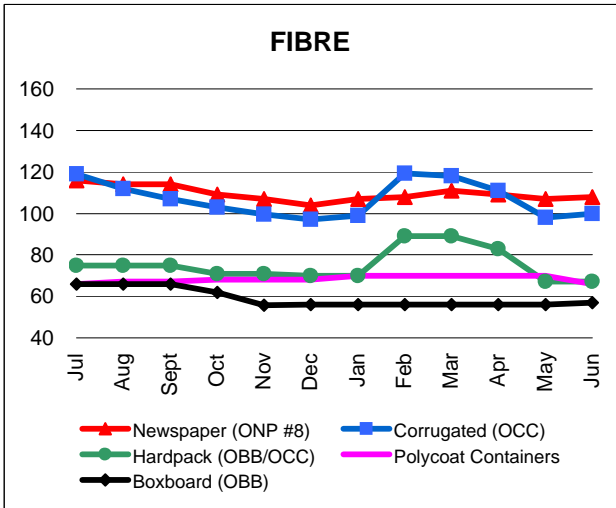 FIBRE
160
140
120
100
80
60
40
Jul Aug Sept Oct Nov Dec Jan Feb Mar Apr May Jun
Newspaper (ONP #8) Corrugated (OCC)
Hardpack (OBB/OCC) Polycoat Containers
Boxboard (OBB)